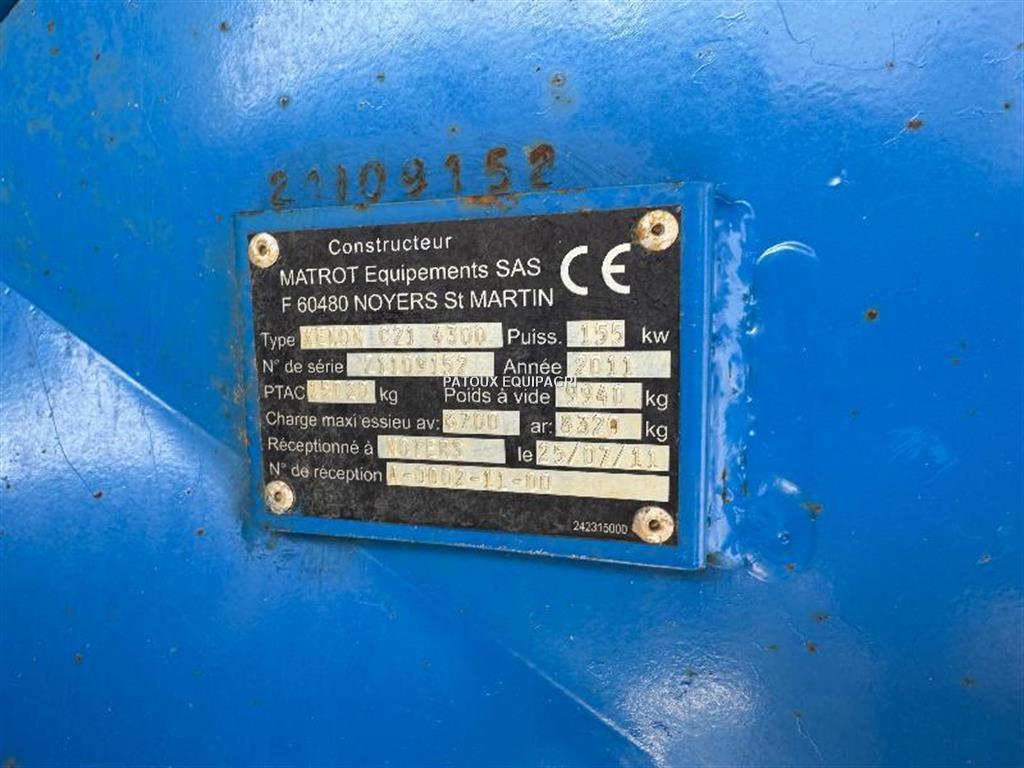 21109152
Constructeur
MATROT Equipements SAS CE
F 60480 NOYERS St MARTIN
Type XENON C21 4300 Puiss. 155 kw
N° de série 21109152 Année 2011
PATOUX EQUIPAGRI
PTAC 15020 kg Poids à vide 9940 kg
Charge maxi essieu av: 6700 ar: 8320 kg
Réceptionné à NOYERS le 25/07/11
N° de réception A-0002-11-00
242315000